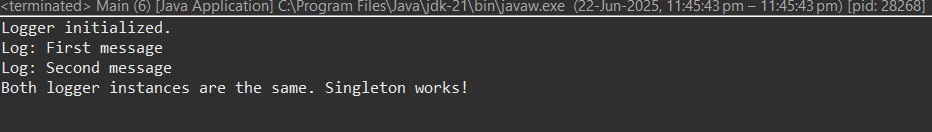 <terminated> Main (6) [Java Application] C:\Program Files\Java\jdk-21\bin\javaw.exe (22-Jun-2025, 11:45:43 pm – 11:45:43 pm) [pid: 28268]
Logger initialized.
Log: First message
Log: Second message
Both logger instances are the same. Singleton works!